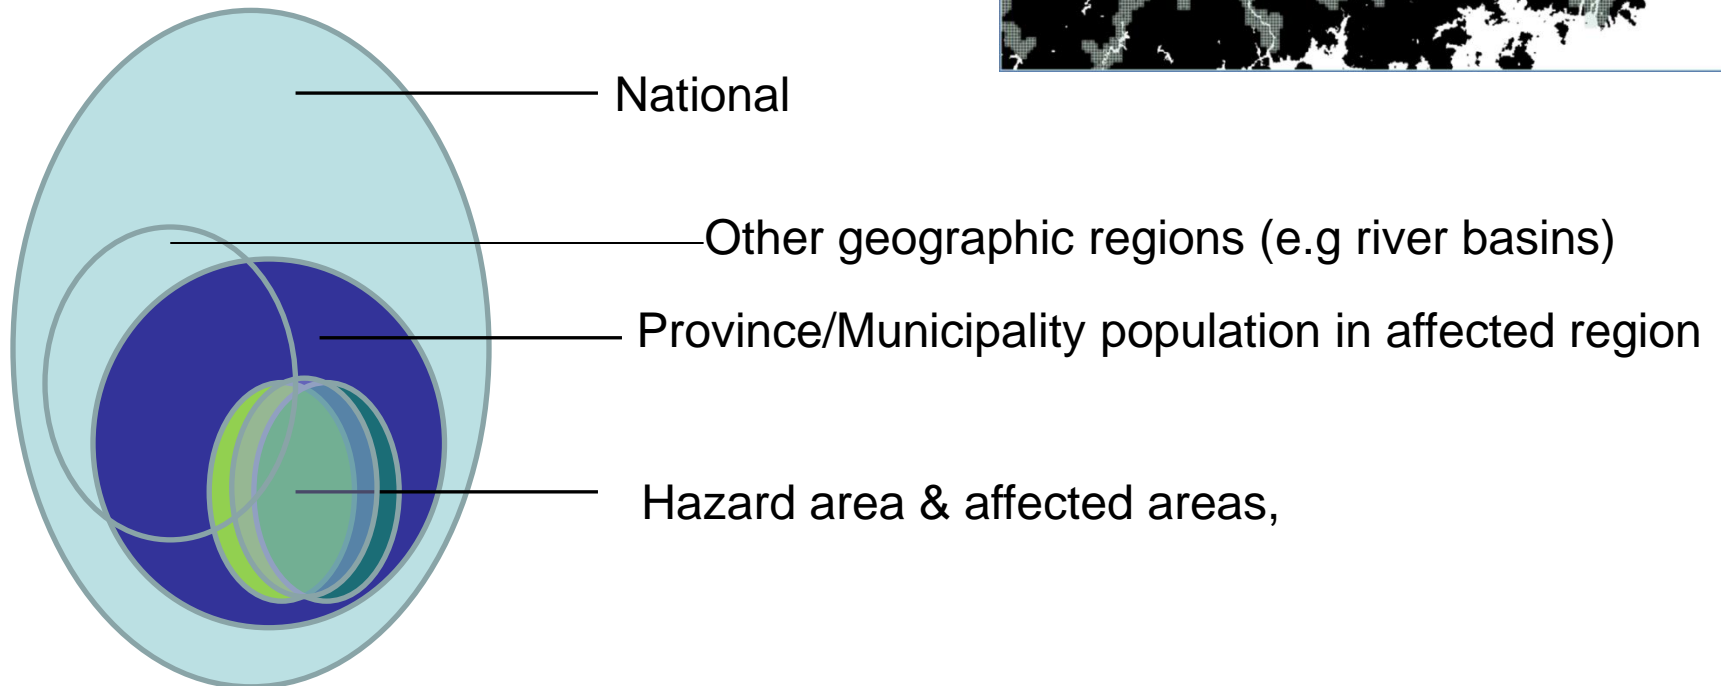 National
Other geographic regions (e.g river basins)
Province/Municipality population in affected region
Hazard area & affected areas,